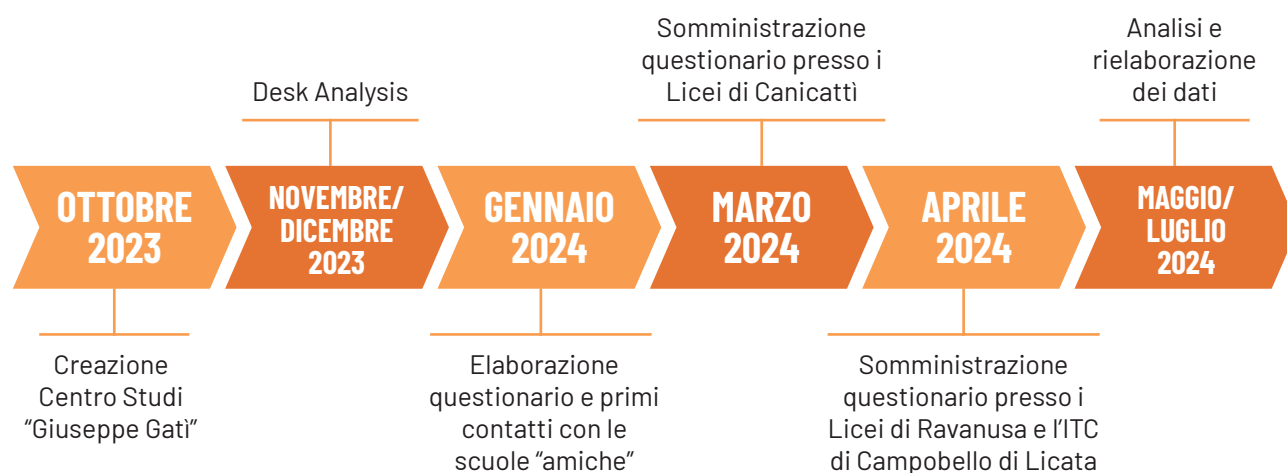 Somministrazione
questionario presso i
Licei di Canicattì
Analisi e
rielaborazione
dei dati
Desk Analysis
OTTOBRE
2023
NOVEMBRE/
DICEMBRE
2023
GENNAIO
2024
MARZO
2024
APRILE
2024
MAGGIO/
LUGLIO
2024
Creazione
Centro Studi
“Giuseppe Gatì”
Elaborazione
questionario e primi
contatti con le
scuole “amiche”
Somministrazione
questionario presso i
Licei di Ravanusa e l’ITC
di Campobello di Licata